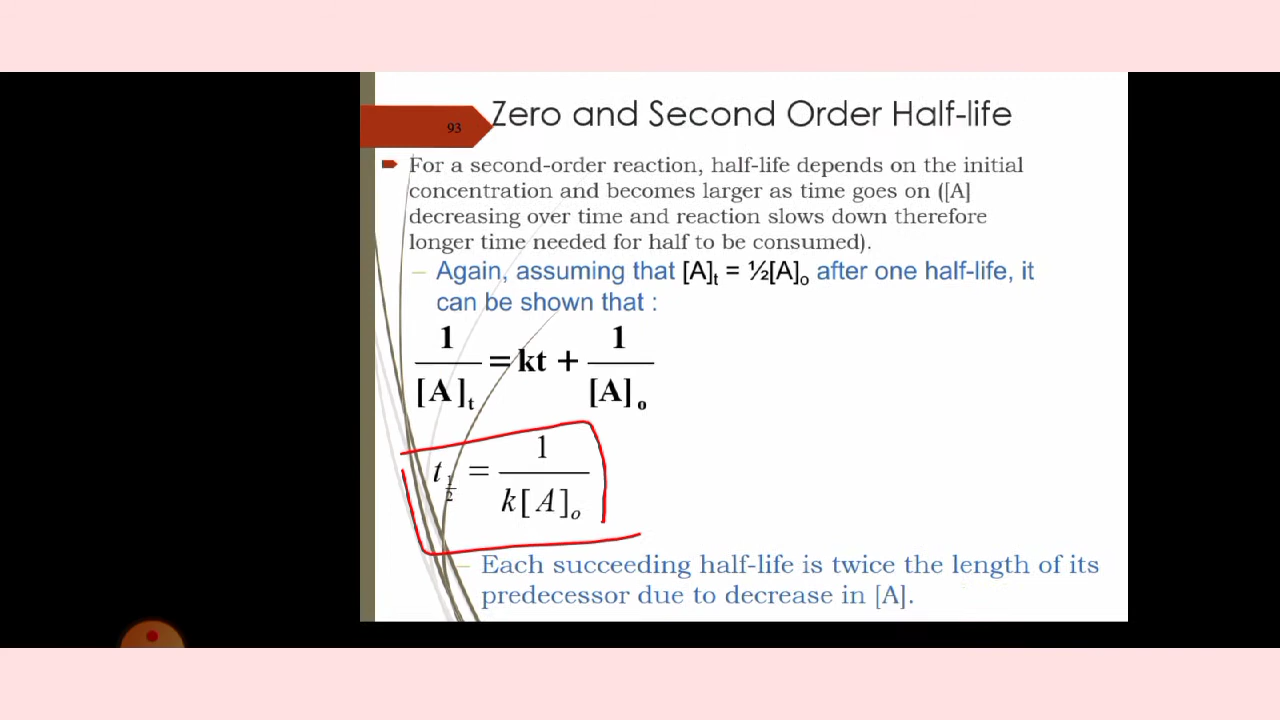 93
Zero and Second Order Half-life
For a second-order reaction, half-life depends on the initial
concentration and becomes larger as time goes on ([A]
decreasing over time and reaction slows down therefore
longer time needed for half to be consumed).
– Again, assuming that [A]t = ½[A]o after one half-life, it
can be shown that :
1/[A]t = kt + 1/[A]o
t1/2 = 1/k[A]o
– Each succeeding half-life is twice the length of its
predecessor due to decrease in [A].